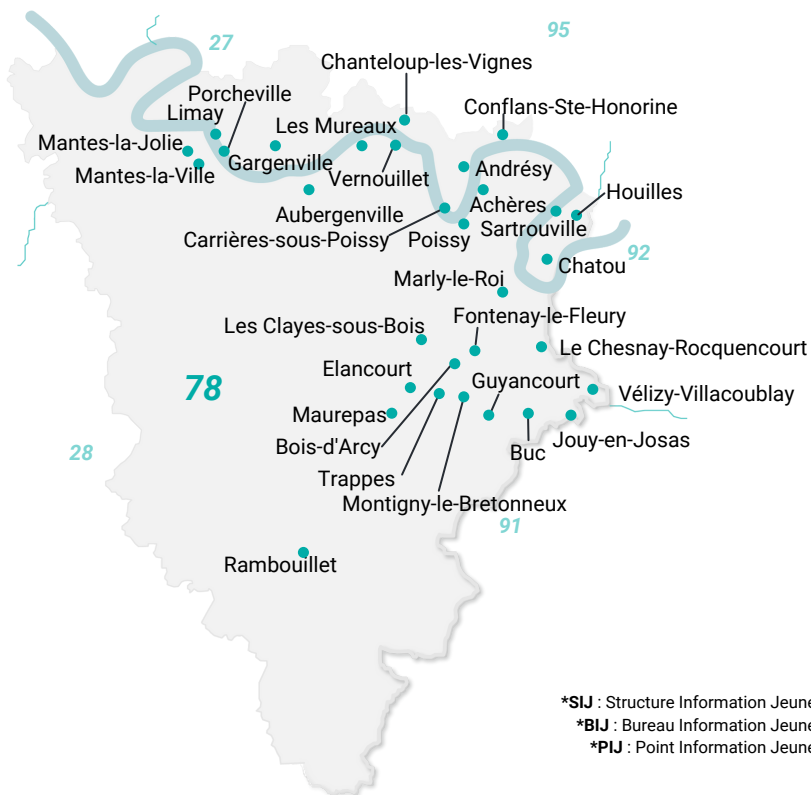 27
95
Chanteloup-les-Vignes
Porcheville
Conflans-Ste-Honorine
Limay
Les Mureaux
Mantes-la-Jolie
Gargenville
Andrésy
Mantes-la-Ville
Vernouillet
Houilles
Achères
Aubergenville
Sartrouville
Carrières-sous-Poissy
Poissy
92
Chatou
Marly-le-Roi
Fontenay-le-Fleury
Les Clayes-sous-Bois
Le Chesnay-Rocquencourt
Elancourt
78
Guyancourt
Vélizy-Villacoublay
Maurepas
Bois-d'Arcy
Jouy-en-Josas
28
Buc
Trappes
Montigny-le-Bretonneux
91
Rambouillet
*SIJ : Structure Information Jeune
*BIJ : Bureau Information Jeune
*PIJ : Point Information Jeune